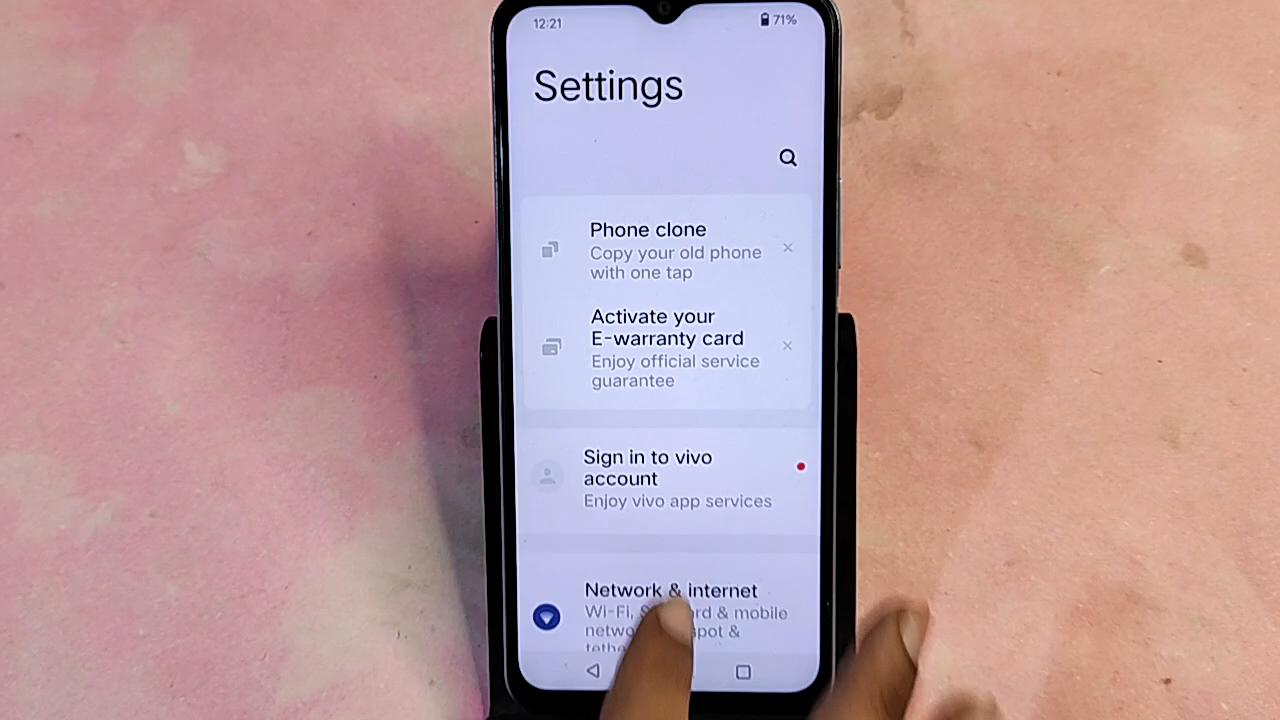 12:21
71%
Settings
Phone clone
Copy your old phone
with one tap
Activate your
E-warranty card
Enjoy official service
guarantee
Sign in to vivo
account
Enjoy vivo app services
Network & internet
Wi-Fi, & mobile
&